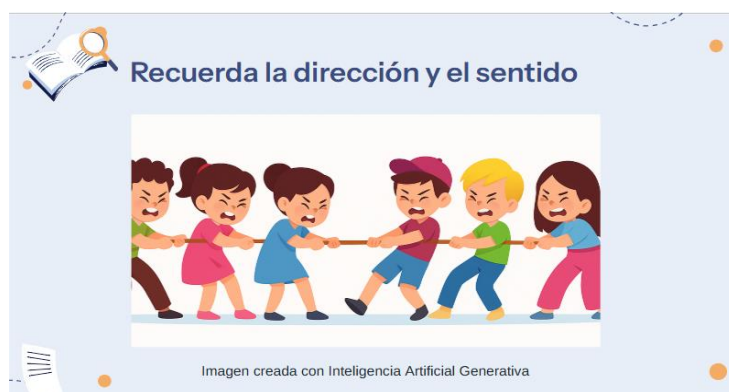 Recuerda la dirección y el sentido
Imagen creada con Inteligencia Artificial Generativa